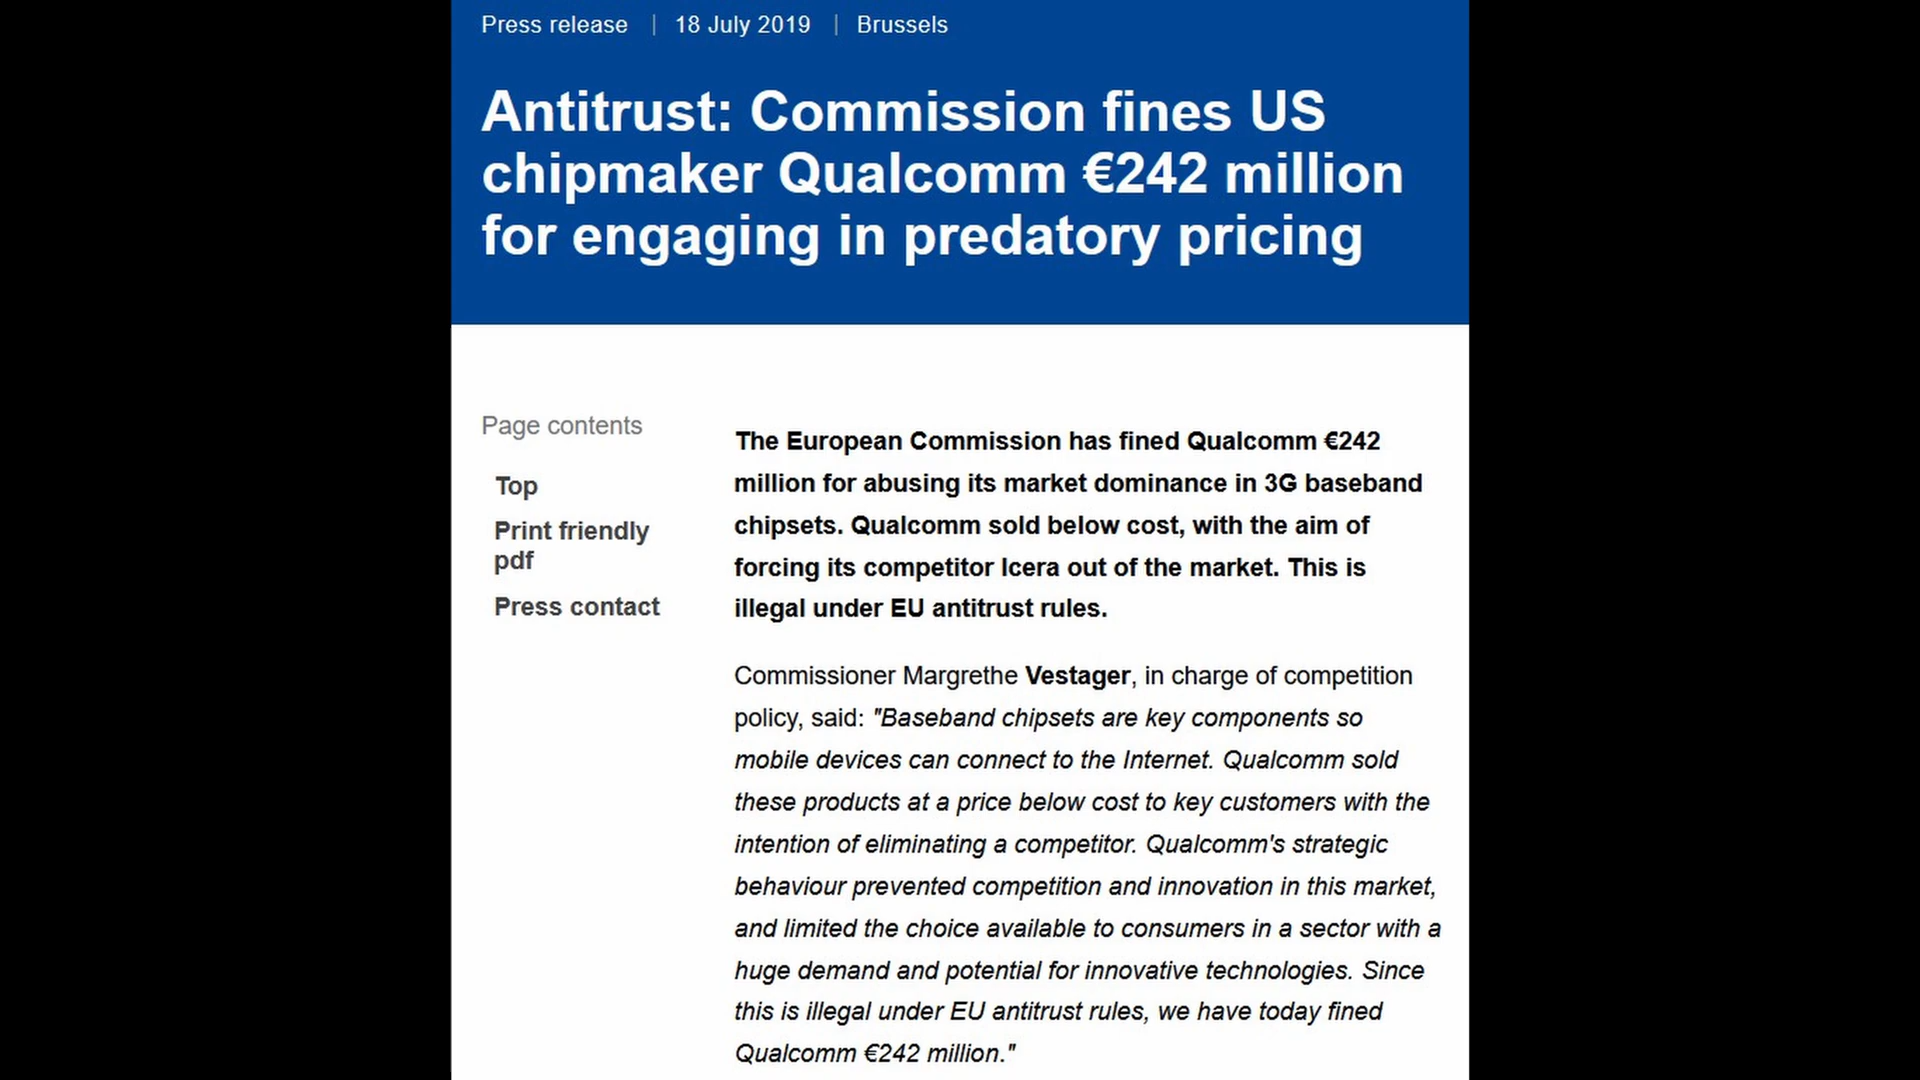 Press release | 18 July 2019 | Brussels
Antitrust: Commission fines US
chipmaker Qualcomm €242 million
for engaging in predatory pricing
Page contents
Top
Print friendly
pdf
Press contact
The European Commission has fined Qualcomm €242
million for abusing its market dominance in 3G baseband
chipsets. Qualcomm sold below cost, with the aim of
forcing its competitor Icera out of the market. This is
illegal under EU antitrust rules.
Commissioner Margrethe Vestager, in charge of competition
policy, said: "Baseband chipsets are key components so
mobile devices can connect to the Internet. Qualcomm sold
these products at a price below cost to key customers with the
intention of eliminating a competitor. Qualcomm's strategic
behaviour prevented competition and innovation in this market,
and limited the choice available to consumers in a sector with a
huge demand and potential for innovative technologies. Since
this is illegal under EU antitrust rules, we have today fined
Qualcomm €242 million."